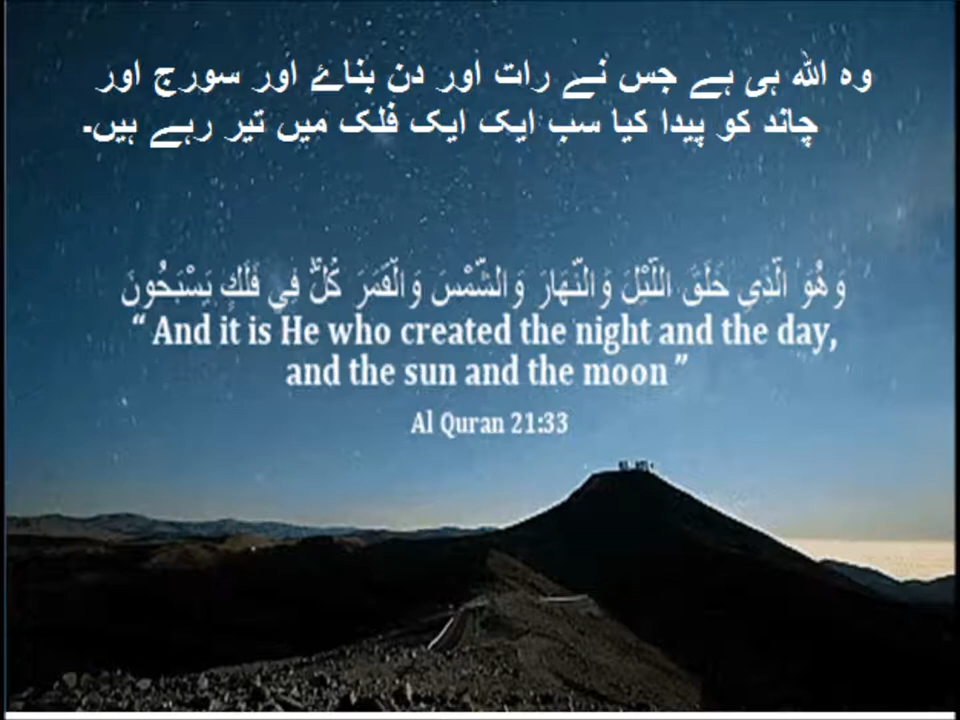 وہ اللہ ہی ہے جس نے رات اور دن بناۓ اور سورج اور
چاند کو پیدا کیا سب ایک ایک فلک میں تیر رہے ہیں۔
وَهُوَ الَّذِي خَلَقَ اللَّيْلَ وَالنَّهَارَ وَالشَّمْسَ وَالْقَمَرَ كُلٌّ فِي فَلَكٍ يَسْبَحُونَ
“ And it is He who created the night and the day,
and the sun and the moon ”
Al Quran 21:33